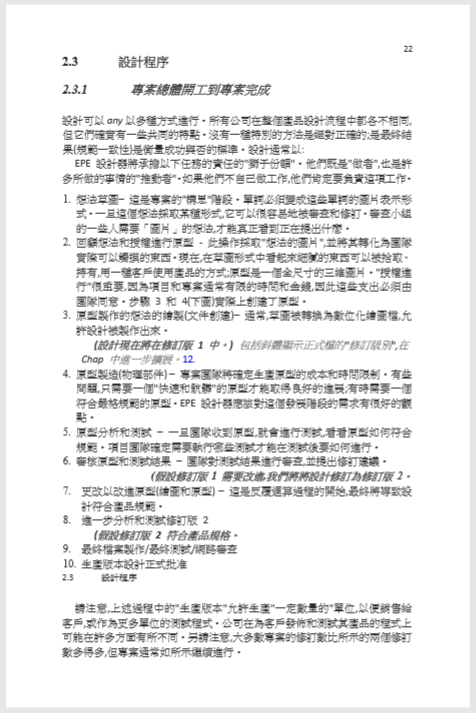 22
2.3 設計程序
2.3.1 專案總體開工到專案完成
設計可以 any 以多種方式進行。所有公司在整個產品設計流程中都各不相同,
但它們確實有一些共同的特點。沒有一種特別的方法是絕對正確的;是最終結
果(規範一致性)是衡量成功與否的標準。設計通常以:
EPE 設計器將承擔以下任務的責任的"獅子份額"。他們既是"做者",也是許
多所做的事情的"推動者"。如果他們不自己做工作,他們肯定要負責這項工作。
1. 想法草圖– 這是專案的"構思"階段。單詞必須變成這些單詞的圖片表示形
式。一旦這個想法採取某種形式,它可以很容易地被審查和修訂。審查小組
的一些人需要「圖片」的想法,才能真正看到正在提出什麼。
2. 回顧想法和授權進行原型 - 此操作採取"想法的圖片",並將其轉化為團隊
實際可以觸摸的東西。現在,在草圖形式中看起來細膩的東西可以被拾取、
持有,用一種客戶使用產品的方式;原型是一個全尺寸的三維圖片。"授權進
行"很重要,因為項目和專案通常有限的時間和金錢,因此這些支出必須由
團隊同意。步驟 3 和 4(下圖)實際上創建了原型。
3. 原型製作的想法的繪製(文件創建)– 通常,草圖被轉換為數位化繪圖檔,允
許設計被製作出來。
(設計現在將在修訂版 1 中。) 包括斜體顯示正式檔的"修訂級別",在
Chap 中進一步擴展。12.
4. 原型製造(物理部件) – 專案團隊將確定生產原型的成本和時間限制。有些
問題,只需要一個"快速和骯髒"的原型才能取得良好的進展;有時需要一個
符合嚴格規範的原型。EPE 設計器應該對這個發展階段的需求有很好的觀
點。
5. 原型分析和測試 – 一旦團隊收到原型,就會進行測試,看看原型如何符合
規範。項目團隊確定需要執行哪些測試才能在測試後要如何進行。
6. 審核原型和測試結果 – 團隊對測試結果進行審查,並提出修訂建議。
(假設修訂版 1 需要改進,我們將將設計修訂為修訂版 2。
7. 更改以改進原型(繪圖和原型) – 這是反覆運算過程的開始,最終將導致設
計符合產品規範。
8. 進一步分析和測試修訂版 2
(假設修訂版 2 符合產品規格。
9. 最終檔案製作/最終測試/網路審查
10. 生產版本設計正式批准
2.3 設計程序
請注意,上述過程中的"生產版本"允許生產"一定數量的"單位,以便銷售給
客戶,或作為更多單位的測試程式。公司在為客戶發佈和測試其產品的程式上
可能在許多方面有所不同。另請注意,大多數專案的修訂數比所示的兩個修訂
數多得多,但專案通常如所示繼續進行。